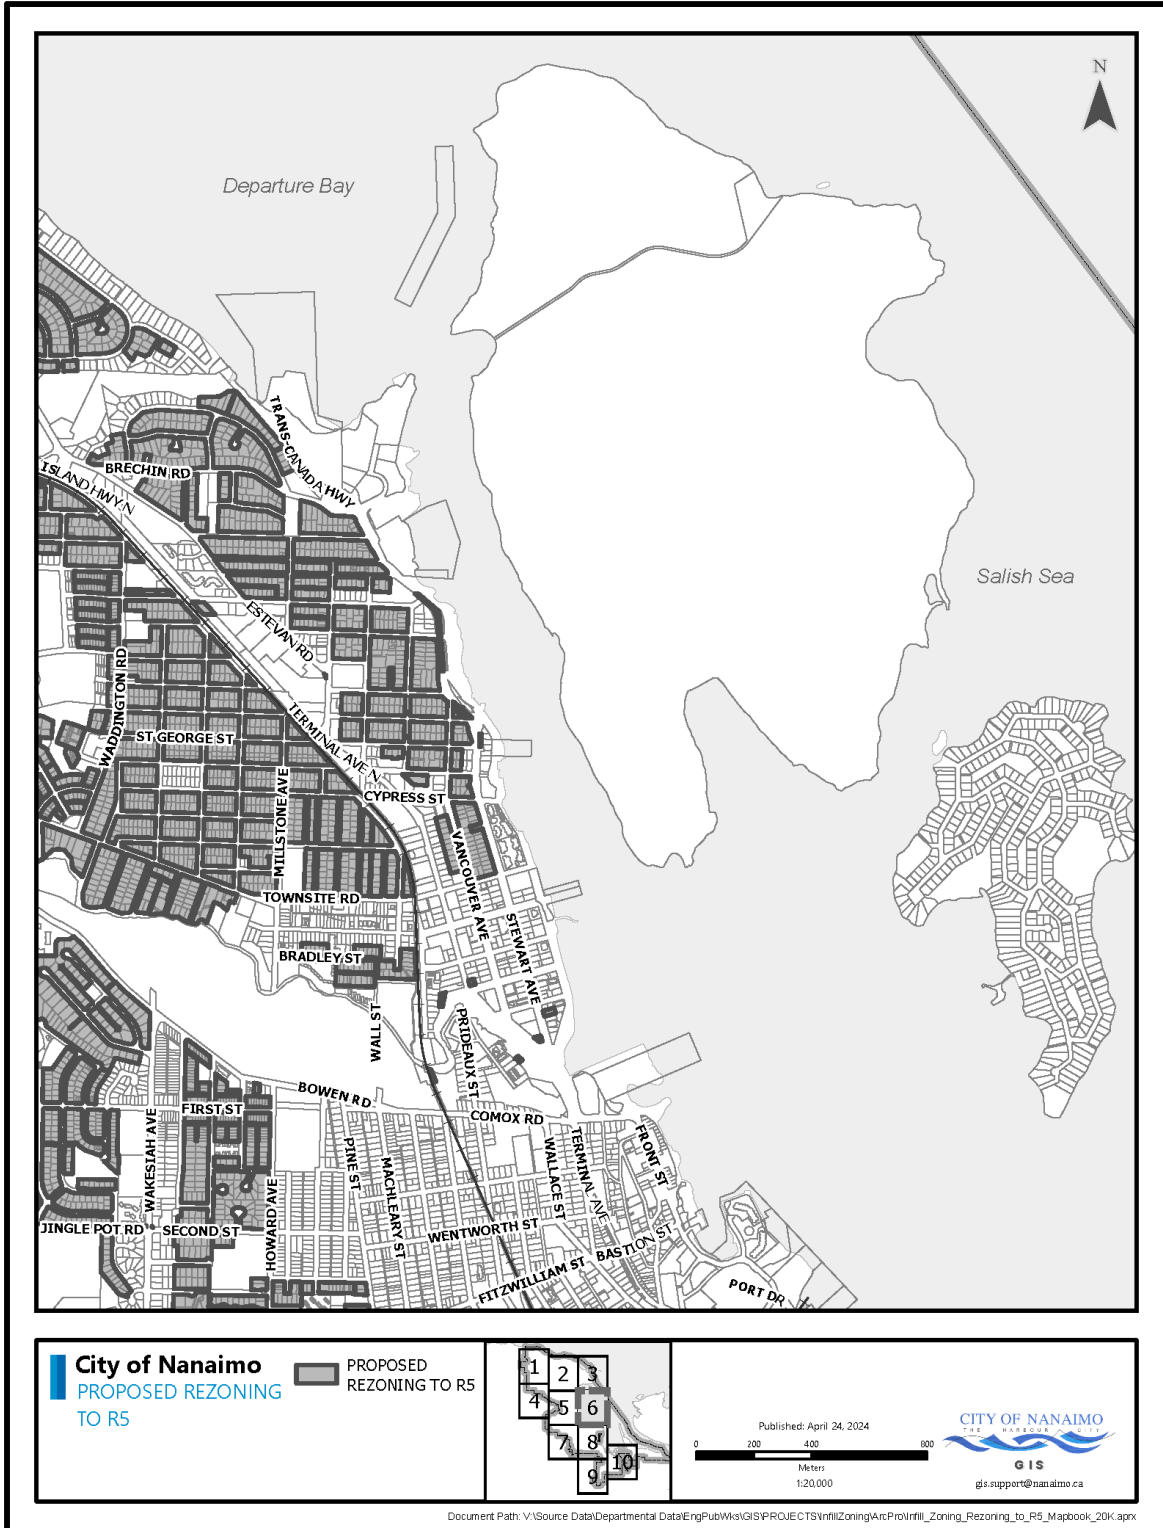 N
Departure Bay
TRANS-CANADA HWY
BRECHIN RD
ISLAND HWY N
Salish Sea
ESTEVAN RD
WADDINGTON RD
TERMINAL AVE N
ST GEORGE ST
MILLSTONE AVE
CYPRESS ST
VANCOUVER AVE
TOWNSITE RD
STEWART AVE
BRADLEY ST
WALL ST
PRIDEAUX ST
BOWEN RD
FIRST ST
COMOX RD
WAKESIAH AVE
PINE ST
MACHLEARY ST
WALLACE ST
TERMINAL AVE
FRONT ST
HOWARD AVE
JINGLE POT RD
SECOND ST
WENTWORTH ST
BASTION ST
FITZWILLIAM ST
PORT DR
City of Nanaimo
PROPOSED REZONING
TO R5
PROPOSED
REZONING TO R5
1
2
3
4
5
6
7
8
9
10
Published: April 24, 2024
0 200 400 800
Meters
1:20,000
CITY OF NANAIMO
THE HARBOUR CITY
GIS
gis.support@nanaimo.ca
Document Path: V:\Source Data\Departmental Data\EngPubWks\GIS\PROJECTS\InfillZoning\ArcPro\Infill_Zoning_Rezoning_to_R5_Mapbook_20K.aprx